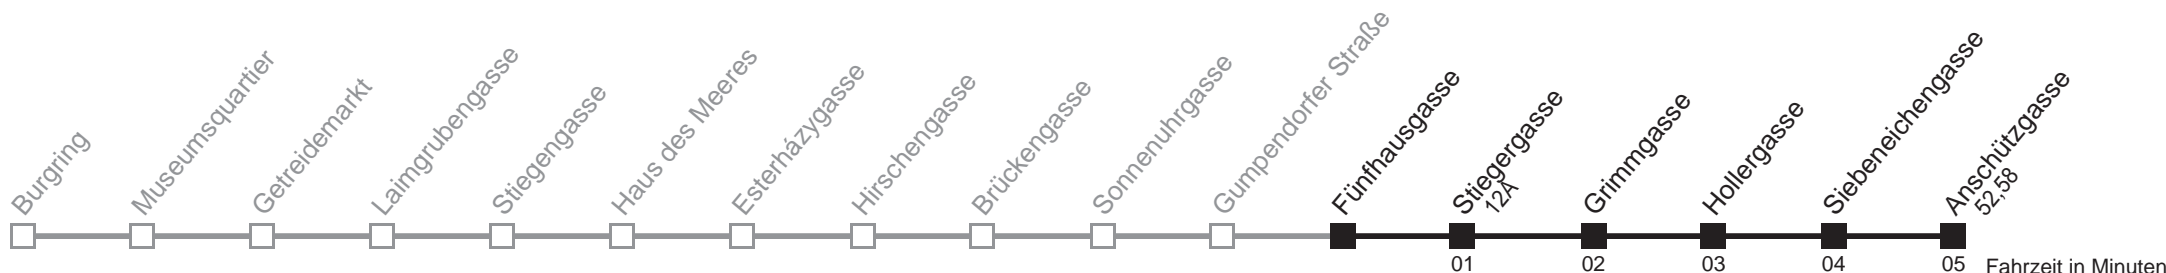 Burgring
Museumsquartier
Getreidemarkt
Laimgrubengasse
Stiegengasse
Haus des Meeres
Esterházygasse
Hirschengasse
Brückengasse
Sonnenuhrgasse
Gumpendorfer Straße
Fünfhausgasse
Stiegergasse
12A
Grimmgasse
Hollergasse
Siebeneichengasse
Anschützgasse
52,58
01 02 03 04 05 Fahrzeit in Minuten